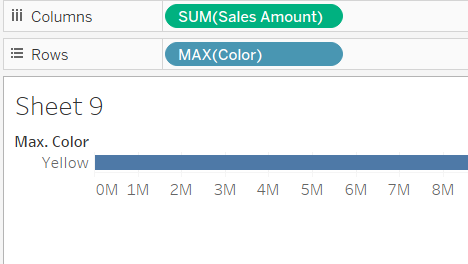 Columns SUM(Sales Amount)
Rows MAX(Color)
Sheet 9
Max. Color
Yellow
0M 1M 2M 3M 4M 5M 6M 7M 8M